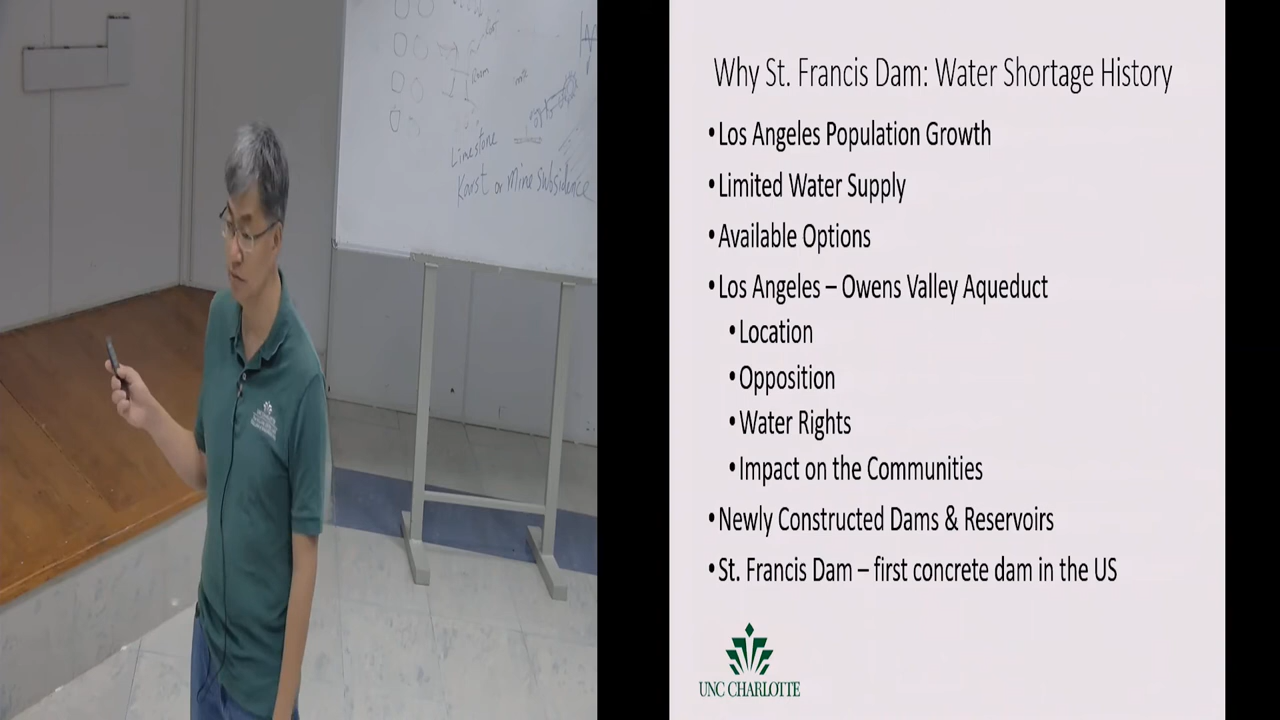 Limestone
Karst or Mine Subsidence
Why St. Francis Dam: Water Shortage History
•Los Angeles Population Growth
•Limited Water Supply
•Available Options
•Los Angeles – Owens Valley Aqueduct
•Location
•Opposition
•Water Rights
•Impact on the Communities
•Newly Constructed Dams & Reservoirs
•St. Francis Dam – first concrete dam in the US
UNC CHARLOTTE